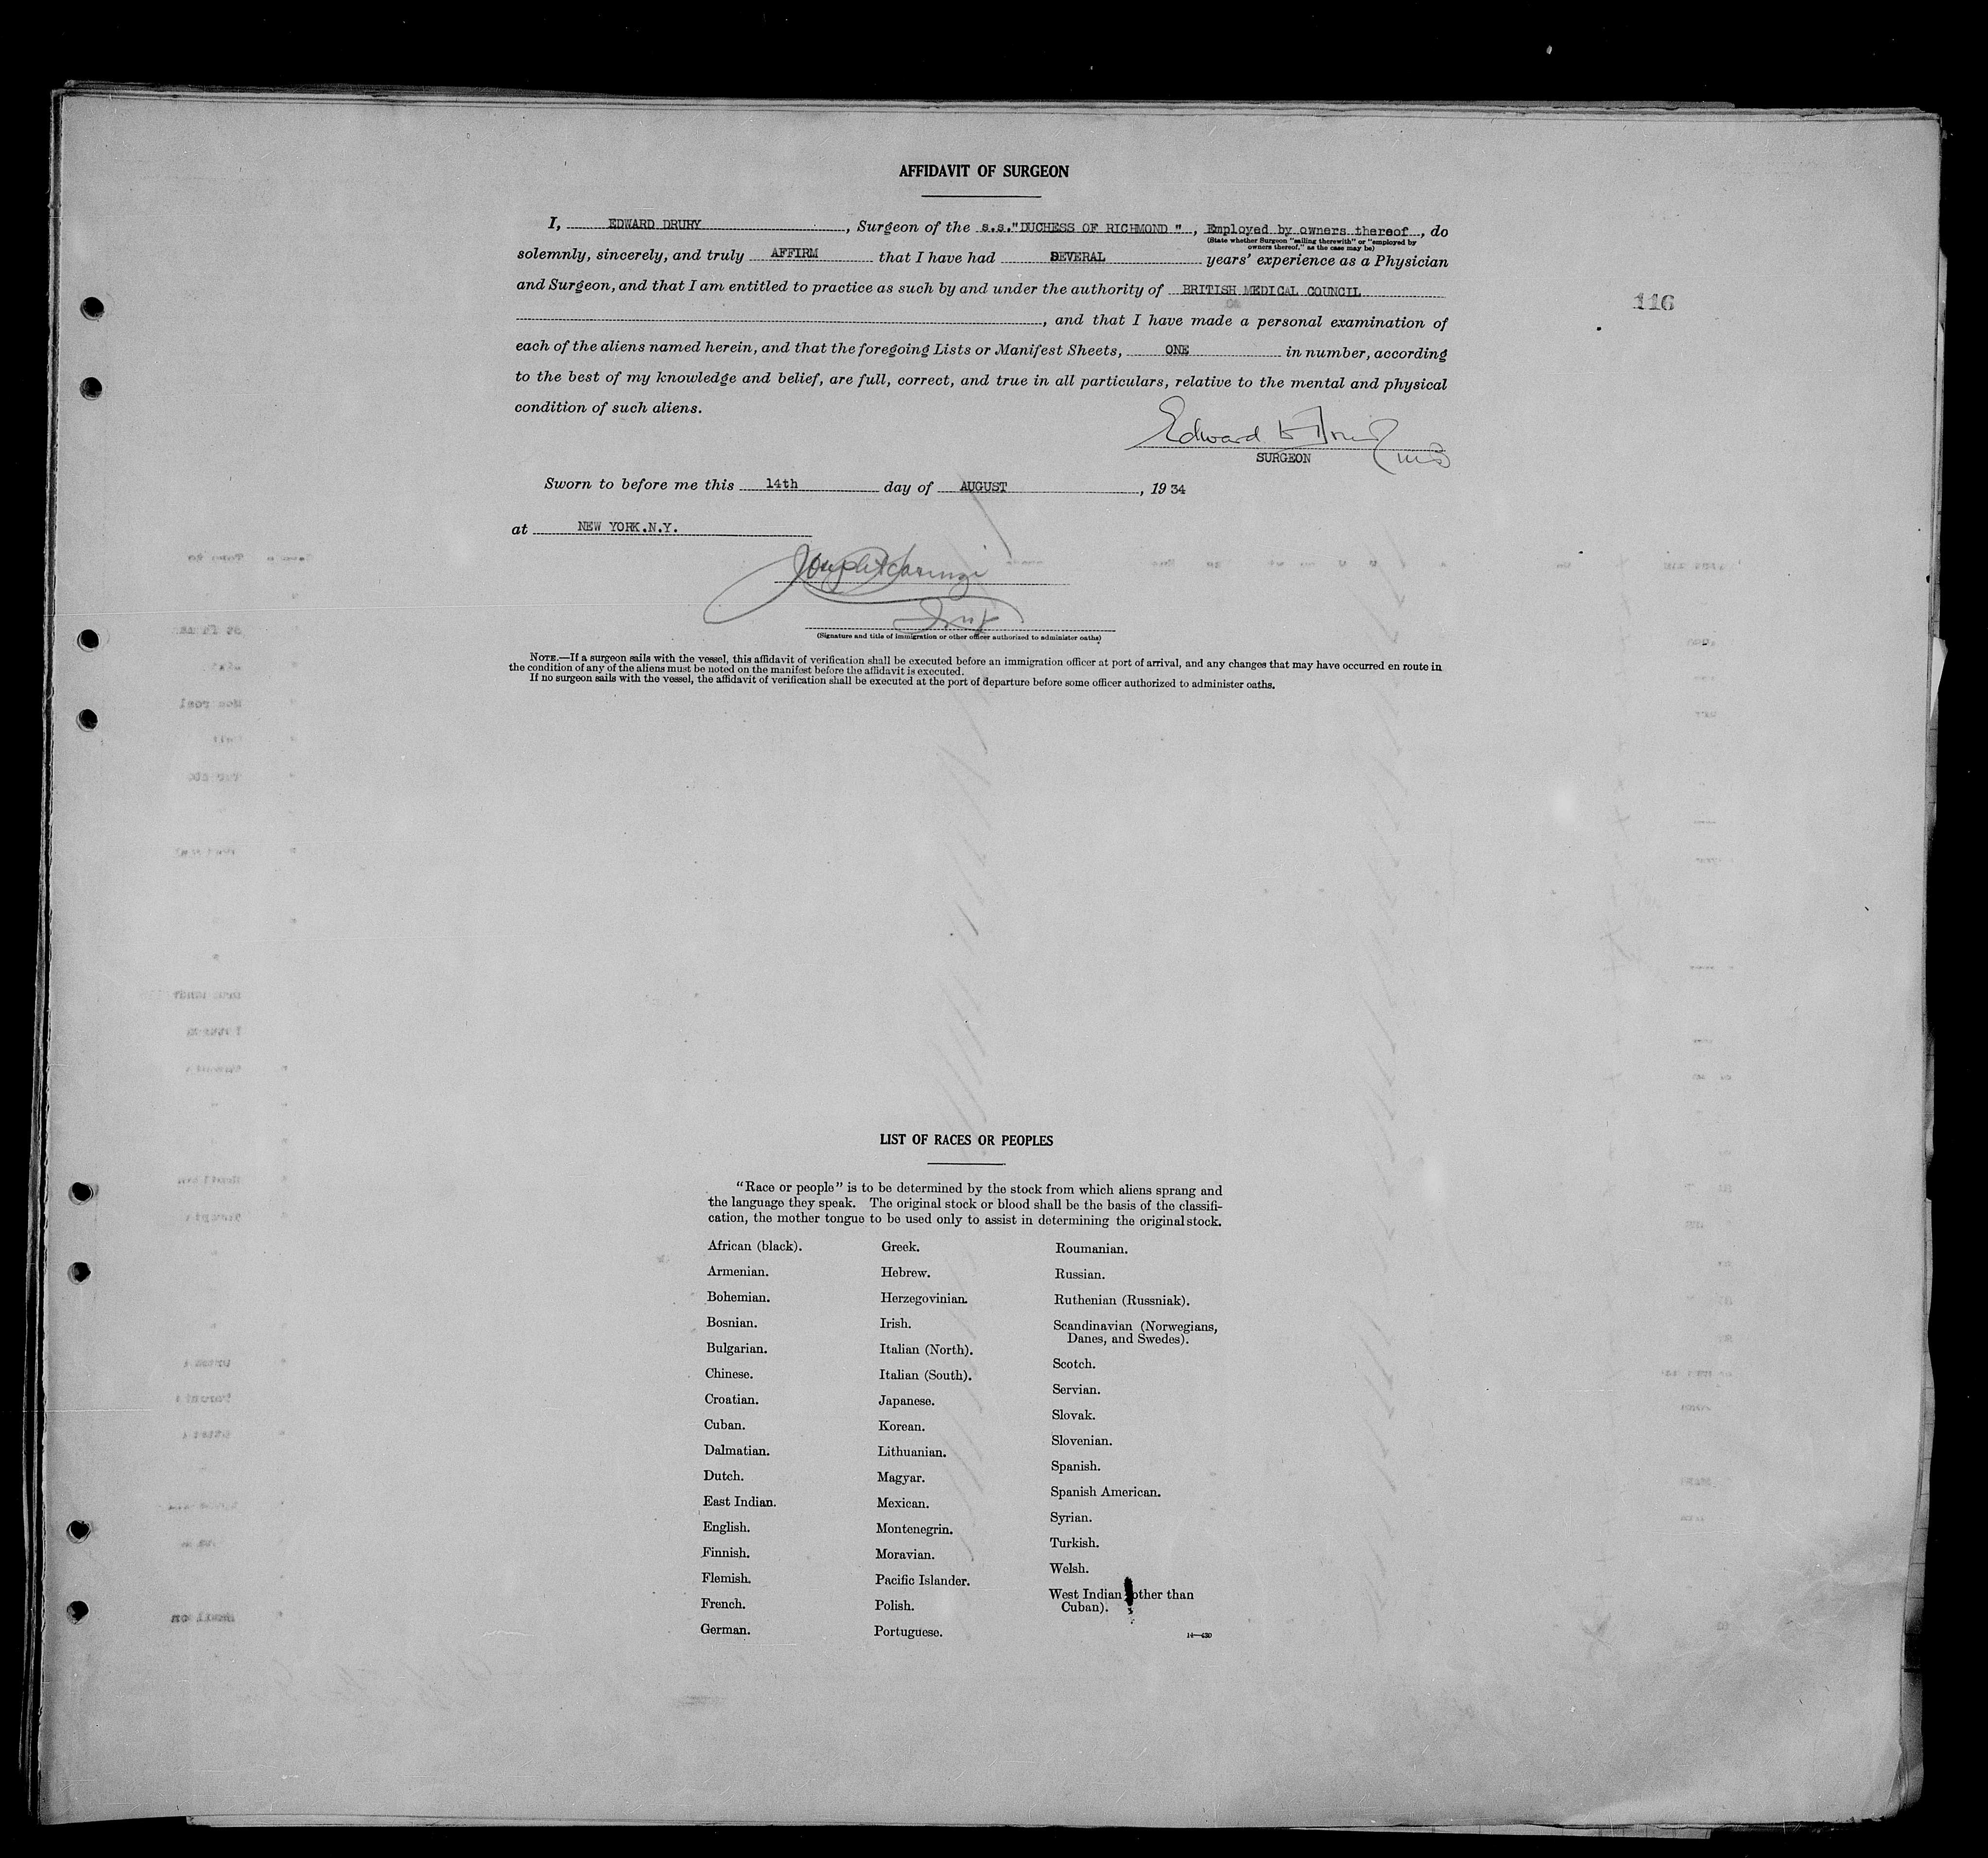 AFFIDAVIT OF SURGEON
I, EDWARD DRURY, Surgeon of the s.s."DUCHESS OF RICHMOND ", Employed by owners thereof, do
(State whether Surgeon "sailing therewith" or "employed by
owners thereof," as the case may be)
solemnly, sincerely, and truly AFFIRM that I have had SEVERAL years' experience as a Physician
and Surgeon, and that I am entitled to practice as such by and under the authority of BRITISH MEDICAL COUNCIL
116
, and that I have made a personal examination of
each of the aliens named herein, and that the foregoing Lists or Manifest Sheets, ONE in number, according
to the best of my knowledge and belief, are full, correct, and true in all particulars, relative to the mental and physical
condition of such aliens.
Edward
SURGEON
Sworn to before me this 14th day of AUGUST, 1934
at NEW YORK.N.Y.
(Signature and title of immigration or other officer authorized to administer oaths)
NOTE.—If a surgeon sails with the vessel, this affidavit of verification shall be executed before an immigration officer at port of arrival, and any changes that may have occurred en route in
the condition of any of the aliens must be noted on the manifest before the affidavit is executed.
If no surgeon sails with the vessel, the affidavit of verification shall be executed at the port of departure before some officer authorized to administer oaths.
LIST OF RACES OR PEOPLES
"Race or people" is to be determined by the stock from which aliens sprang and
the language they speak. The original stock or blood shall be the basis of the classifi-
cation, the mother tongue to be used only to assist in determining the original stock.
African (black).
Armenian.
Bohemian.
Bosnian.
Bulgarian.
Chinese.
Croatian.
Cuban.
Dalmatian.
Dutch.
East Indian.
English.
Finnish.
Flemish.
French.
German.
Greek.
Hebrew.
Herzegovinian.
Irish.
Italian (North).
Italian (South).
Japanese.
Korean.
Lithuanian.
Magyar.
Mexican.
Montenegrin.
Moravian.
Pacific Islander.
Polish.
Portuguese.
Roumanian.
Russian.
Ruthenian (Russniak).
Scandinavian (Norwegians,
Danes, and Swedes).
Scotch.
Servian.
Slovak.
Slovenian.
Spanish.
Spanish American.
Syrian.
Turkish.
Welsh.
West Indian (other than
Cuban).
14—430